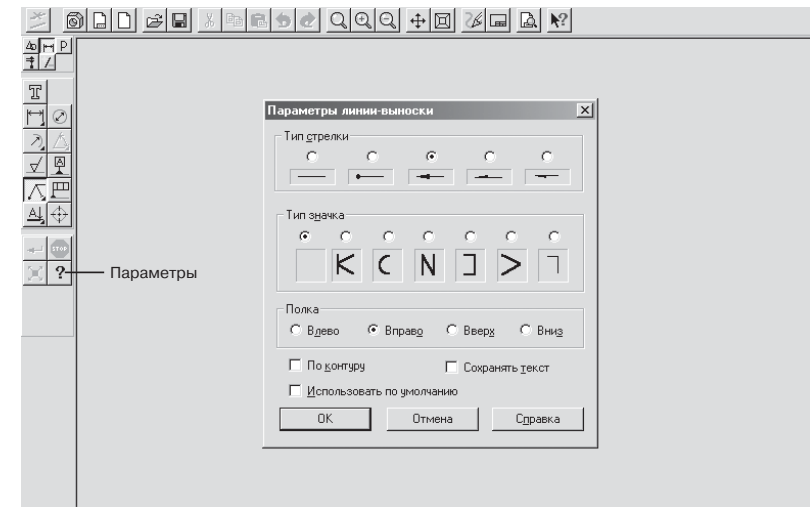 Параметры
Параметры линии-выноски
Тип стрелки
Тип значка
Полка
Влево Вправо Вверх Вниз
По контуру Сохранять текст
Использовать по умолчанию
OK Отмена Справка